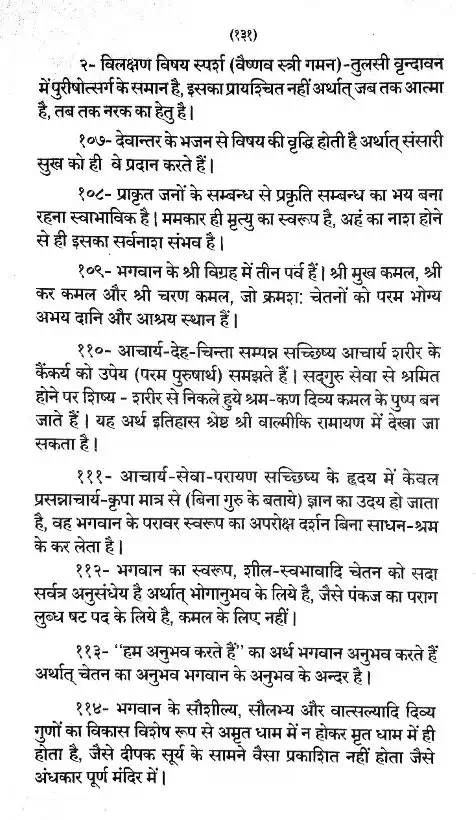 (१३१)
२- विलक्षण विषय स्पर्श (वैष्णव स्त्री गमन)-तुलसी वृन्दावन
में पुरीषोत्सर्ग के समान है, इसका प्रायश्चित नहीं अर्थात् जब तक आत्मा
है, तब तक नरक का हेतु है।
१०७- देवान्तर के भजन से विषय की वृद्धि होती है अर्थात् संसारी
सुख को ही वे प्रदान करते हैं।
१०८- प्राकृत जनों के सम्बन्ध से प्रकृति सम्बन्ध का भय बना
रहना स्वाभाविक है। ममकार ही मृत्यु का स्वरूप है, अहं का नाश होने
से ही इसका सर्वनाश संभव है।
१०९- भगवान के श्री विग्रह में तीन पर्व हैं। श्री मुख कमल, श्री
कर कमल और श्री चरण कमल, जो क्रमश: चेतनों को परम भोग्य
अभय दानि और आश्रय स्थान हैं।
११०- आचार्य-देह-चिन्ता सम्पन्न सच्छिष्य आचार्य शरीर के
कैंकर्य को उपेय (परम पुरुषार्थ) समझते हैं। सद्‌गुरु सेवा से श्रमित
होने पर शिष्य - शरीर से निकले हुये श्रम-कण दिव्य कमल के पुष्प बन
जाते हैं। यह अर्थ इतिहास श्रेष्ठ श्री वाल्मीकि रामायण में देखा जा
सकता है।
१११- आचार्य-सेवा-परायण सच्छिष्य के हृदय में केवल
प्रसन्नाचार्य-कृपा मात्र से (बिना गुरु के बताये) ज्ञान का उदय हो जाता
है, वह भगवान के परावर स्वरूप का अपरोक्ष दर्शन बिना साधन-श्रम
के कर लेता है।
११२- भगवान का स्वरूप, शील-स्वभावादि चेतन को सदा
सर्वत्र अनुसंधेय है अर्थात् भोगानुभव के लिये है, जैसे पंकज का पराग
लुब्ध षट पद के लिये है, कमल के लिए नहीं।
११३- “हम अनुभव करते हैं” का अर्थ भगवान अनुभव करते हैं
अर्थात् चेतन का अनुभव भगवान के अनुभव के अन्दर है।
११४- भगवान के सौशील्य, सौलभ्य और वात्सल्यादि दिव्य
गुणों का विकास विशेष रूप से अमृत धाम में न होकर मृत धाम में ही
होता है, जैसे दीपक सूर्य के सामने वैसा प्रकाशित नहीं होता जैसे
अंधकार पूर्ण मंदिर में।